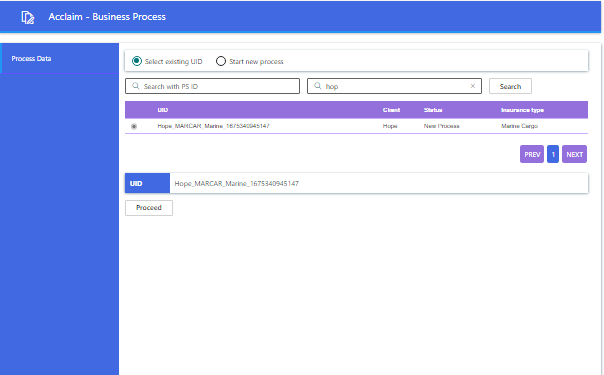 Acclaim - Business Process
Process Data
Select existing UID Start new process
Search with PS ID hop × Search
UID Client Status Insurance type
Hope_MARCAR_Marine_1675340945147 Hope New Process Marine Cargo
PREV 1 NEXT
UID Hope_MARCAR_Marine_1675340945147
Proceed